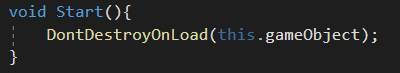 void Start(){
    DontDestroyOnLoad(this.gameObject);
}